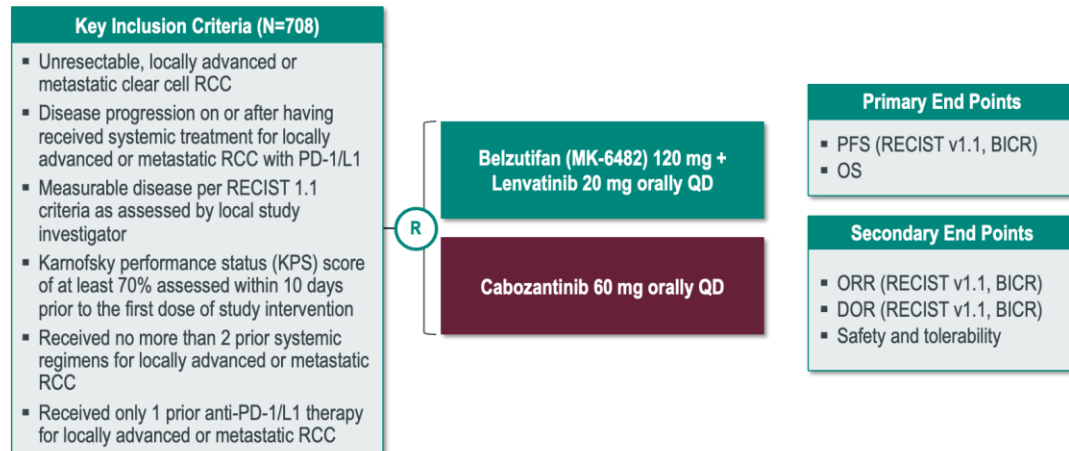 Key Inclusion Criteria (N=708)
▪ Unresectable, locally advanced or
metastatic clear cell RCC
▪ Disease progression on or after having
received systemic treatment for locally
advanced or metastatic RCC with PD-1/L1
▪ Measurable disease per RECIST 1.1
criteria as assessed by local study
investigator
▪ Karnofsky performance status (KPS) score
of at least 70% assessed within 10 days
prior to the first dose of study intervention
▪ Received no more than 2 prior systemic
regimens for locally advanced or metastatic
RCC
▪ Received only 1 prior anti-PD-1/L1 therapy
for locally advanced or metastatic RCC
R
Belzutifan (MK-6482) 120 mg +
Lenvatinib 20 mg orally QD
Cabozantinib 60 mg orally QD
Primary End Points
▪ PFS (RECIST v1.1, BICR)
▪ OS
Secondary End Points
▪ ORR (RECIST v1.1, BICR)
▪ DOR (RECIST v1.1, BICR)
▪ Safety and tolerability